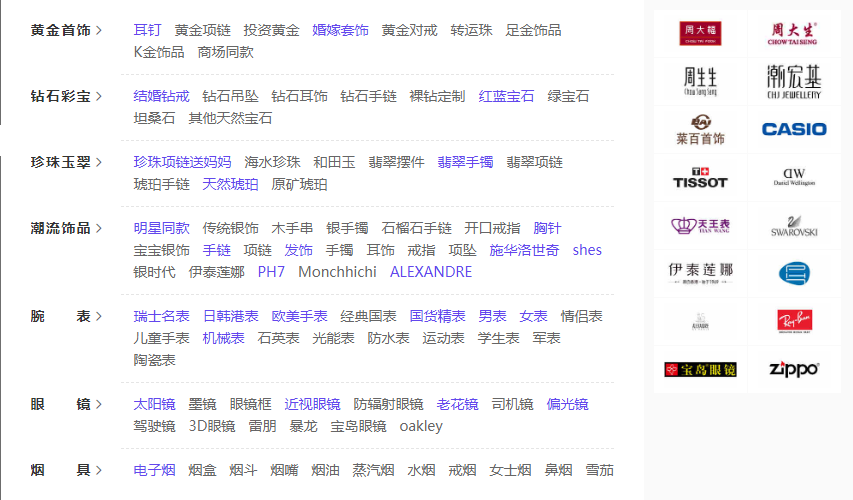 黄金首饰 > 耳钉 黄金项链 投资黄金 婚嫁套饰 黄金对戒 转运珠 足金饰品
K金饰品 商场同款
钻石彩宝 > 结婚钻戒 钻石吊坠 钻石耳饰 钻石手链 裸钻定制 红蓝宝石 绿宝石
坦桑石 其他天然宝石
珍珠玉翠 > 珍珠项链送妈妈 海水珍珠 和田玉 翡翠摆件 翡翠手镯 翡翠项链
琥珀手链 天然琥珀 原矿琥珀
潮流饰品 > 明星同款 传统银饰 木手串 银手镯 石榴石手链 开口戒指 胸针
宝宝银饰 手链 项链 发饰 手镯 耳饰 戒指 项坠 施华洛世奇 shes
银时代 伊泰莲娜 PH7 Monchhichi ALEXANDRE
腕 表 > 瑞士名表 日韩港表 欧美手表 经典国表 国货精表 男表 女表 情侣表
儿童手表 机械表 石英表 光能表 防水表 运动表 学生表 军表
陶瓷表
眼 镜 > 太阳镜 墨镜 眼镜框 近视眼镜 防辐射眼镜 老花镜 司机镜 偏光镜
驾驶镜 3D眼镜 雷朋 暴龙 宝岛眼镜 oakley
烟 具 > 电子烟 烟盒 烟斗 烟嘴 烟油 蒸汽烟 水烟 戒烟 女士烟 鼻烟 雪茄
周大福
CHOW TAI FOOK
周大生
CHOW TAI SENG
周生生
Chow Sang Sang
潮宏基
CHJ JEWELLERY
菜百首饰
CASIO
TISSOT
DW
Daniel Wellington
天王表
TIAN WANG
SWAROVSKI
伊泰莲娜
ALEXANDRE
Ray-Ban
宝岛眼镜
Zippo